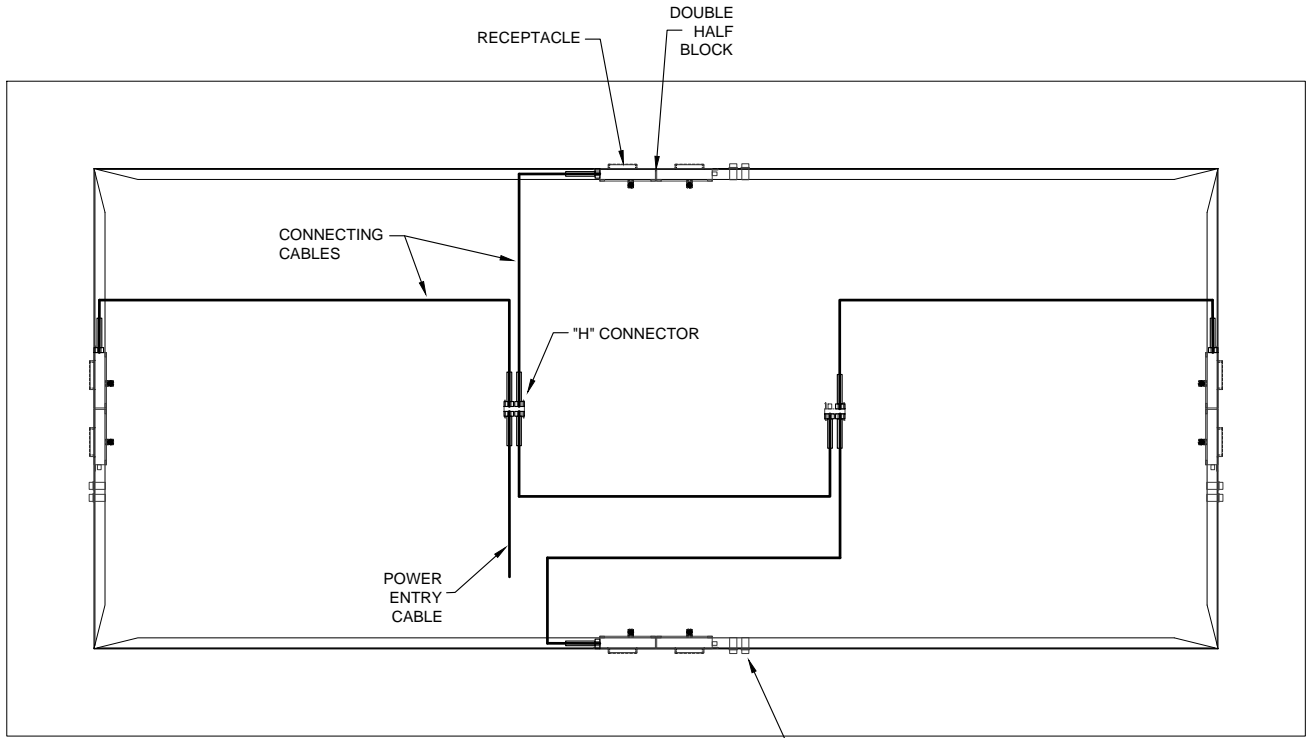 DOUBLE
HALF
BLOCK
RECEPTACLE
CONNECTING
CABLES
"H" CONNECTOR
POWER
ENTRY
CABLE